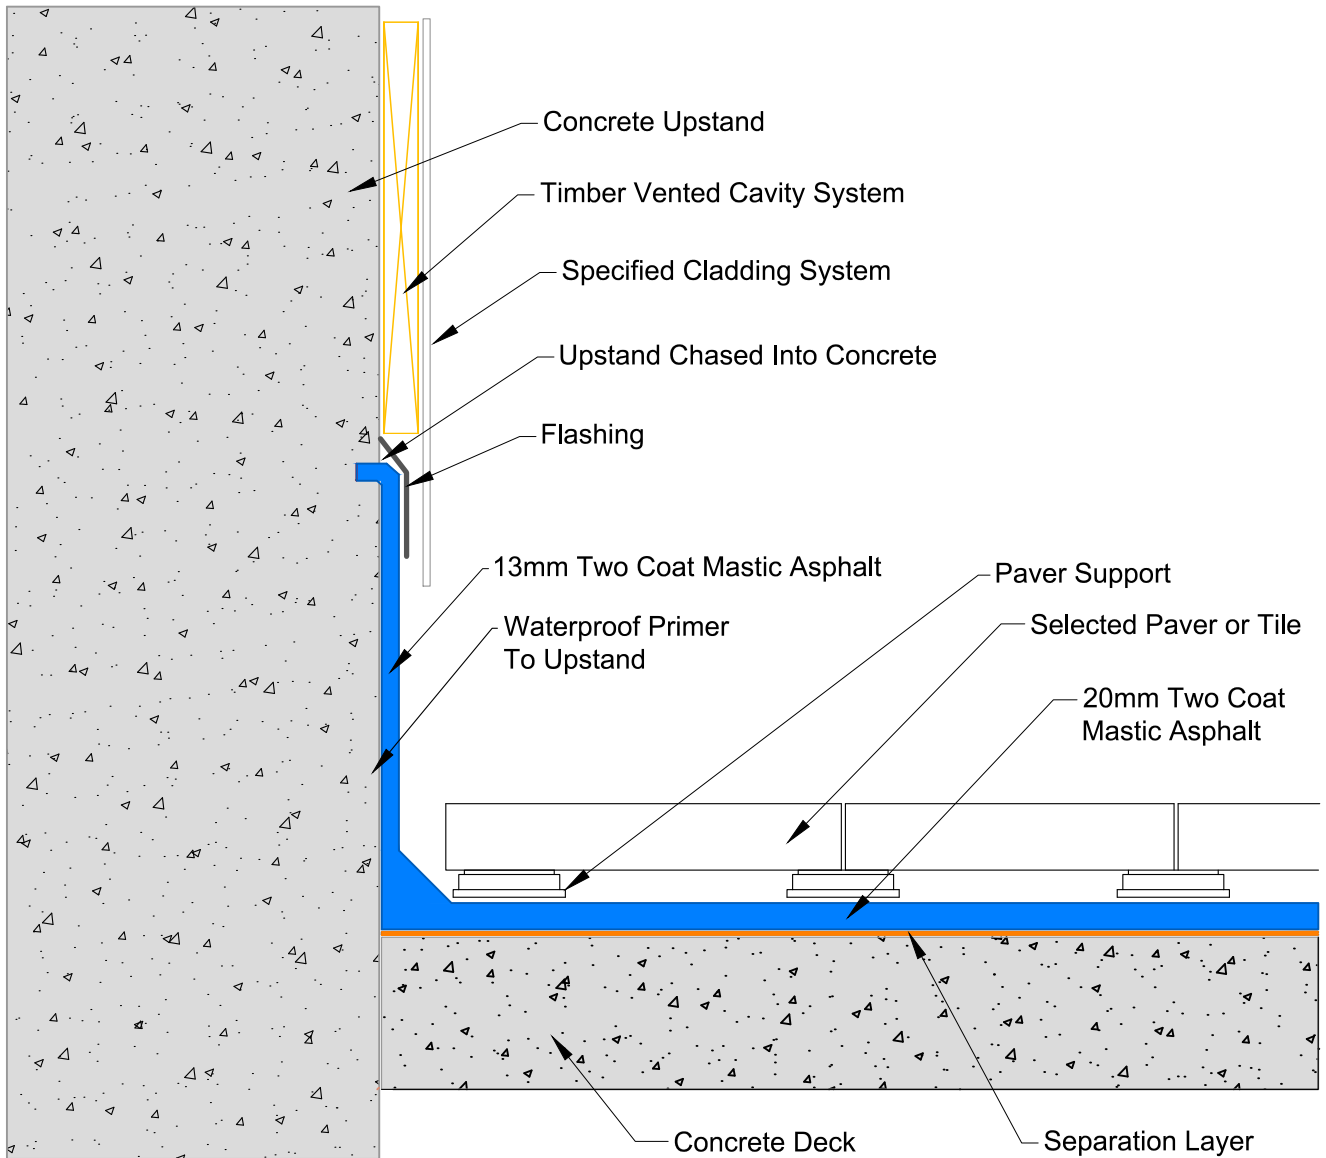 Concrete Upstand
Timber Vented Cavity System
Specified Cladding System
Upstand Chased Into Concrete
Flashing
13mm Two Coat Mastic Asphalt
Waterproof Primer
To Upstand
Paver Support
Selected Paver or Tile
20mm Two Coat
Mastic Asphalt
Concrete Deck
Separation Layer